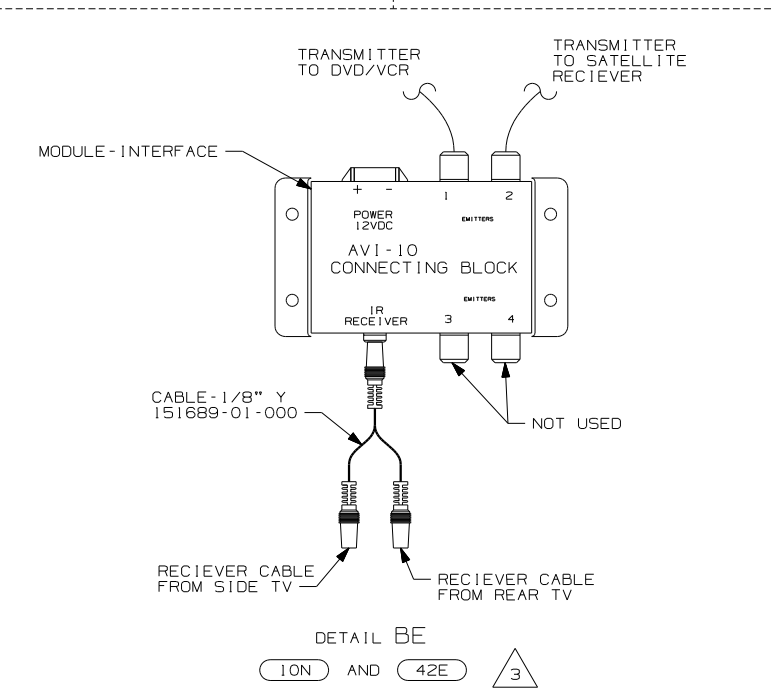 TRANSMITTER
TO DVD/VCR
TRANSMITTER
TO SATELLITE
RECIEVER
MODULE-INTERFACE
+ -
POWER
12VDC
1
2
EMITTERS
AVI-10
CONNECTING BLOCK
EMITTERS
IR
RECEIVER
3
4
CABLE-1/8" Y
151689-01-000
NOT USED
RECIEVER CABLE
FROM SIDE TV
RECIEVER CABLE
FROM REAR TV
DETAIL BE
10N AND 42E 3